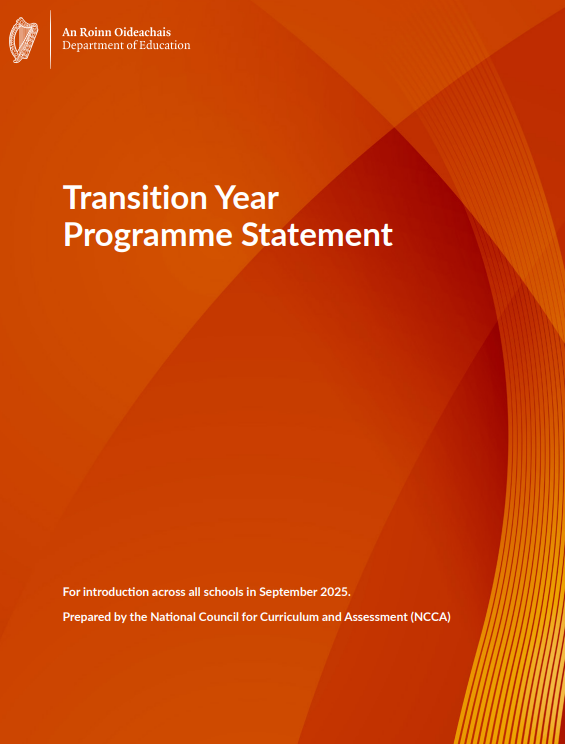 An Roinn Oideachais
Department of Education
Transition Year
Programme Statement
For introduction across all schools in September 2025.
Prepared by the National Council for Curriculum and Assessment (NCCA)